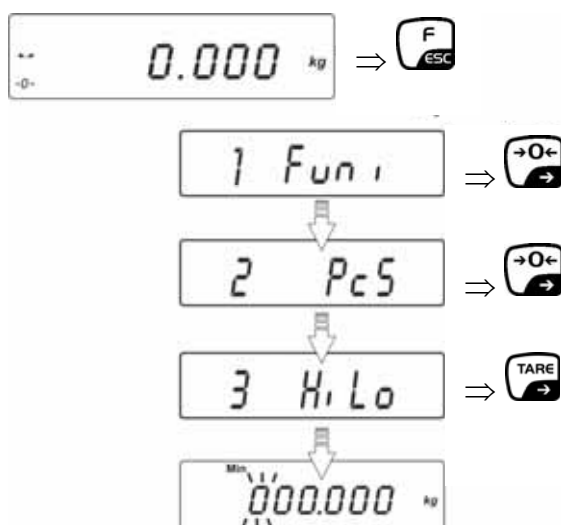 -0- 0.000 kg ⇒ F ESC
1 Funi ⇒ →0←
2 PcS ⇒ →0←
3 HiLo ⇒ TARE
Min
000.000 kg